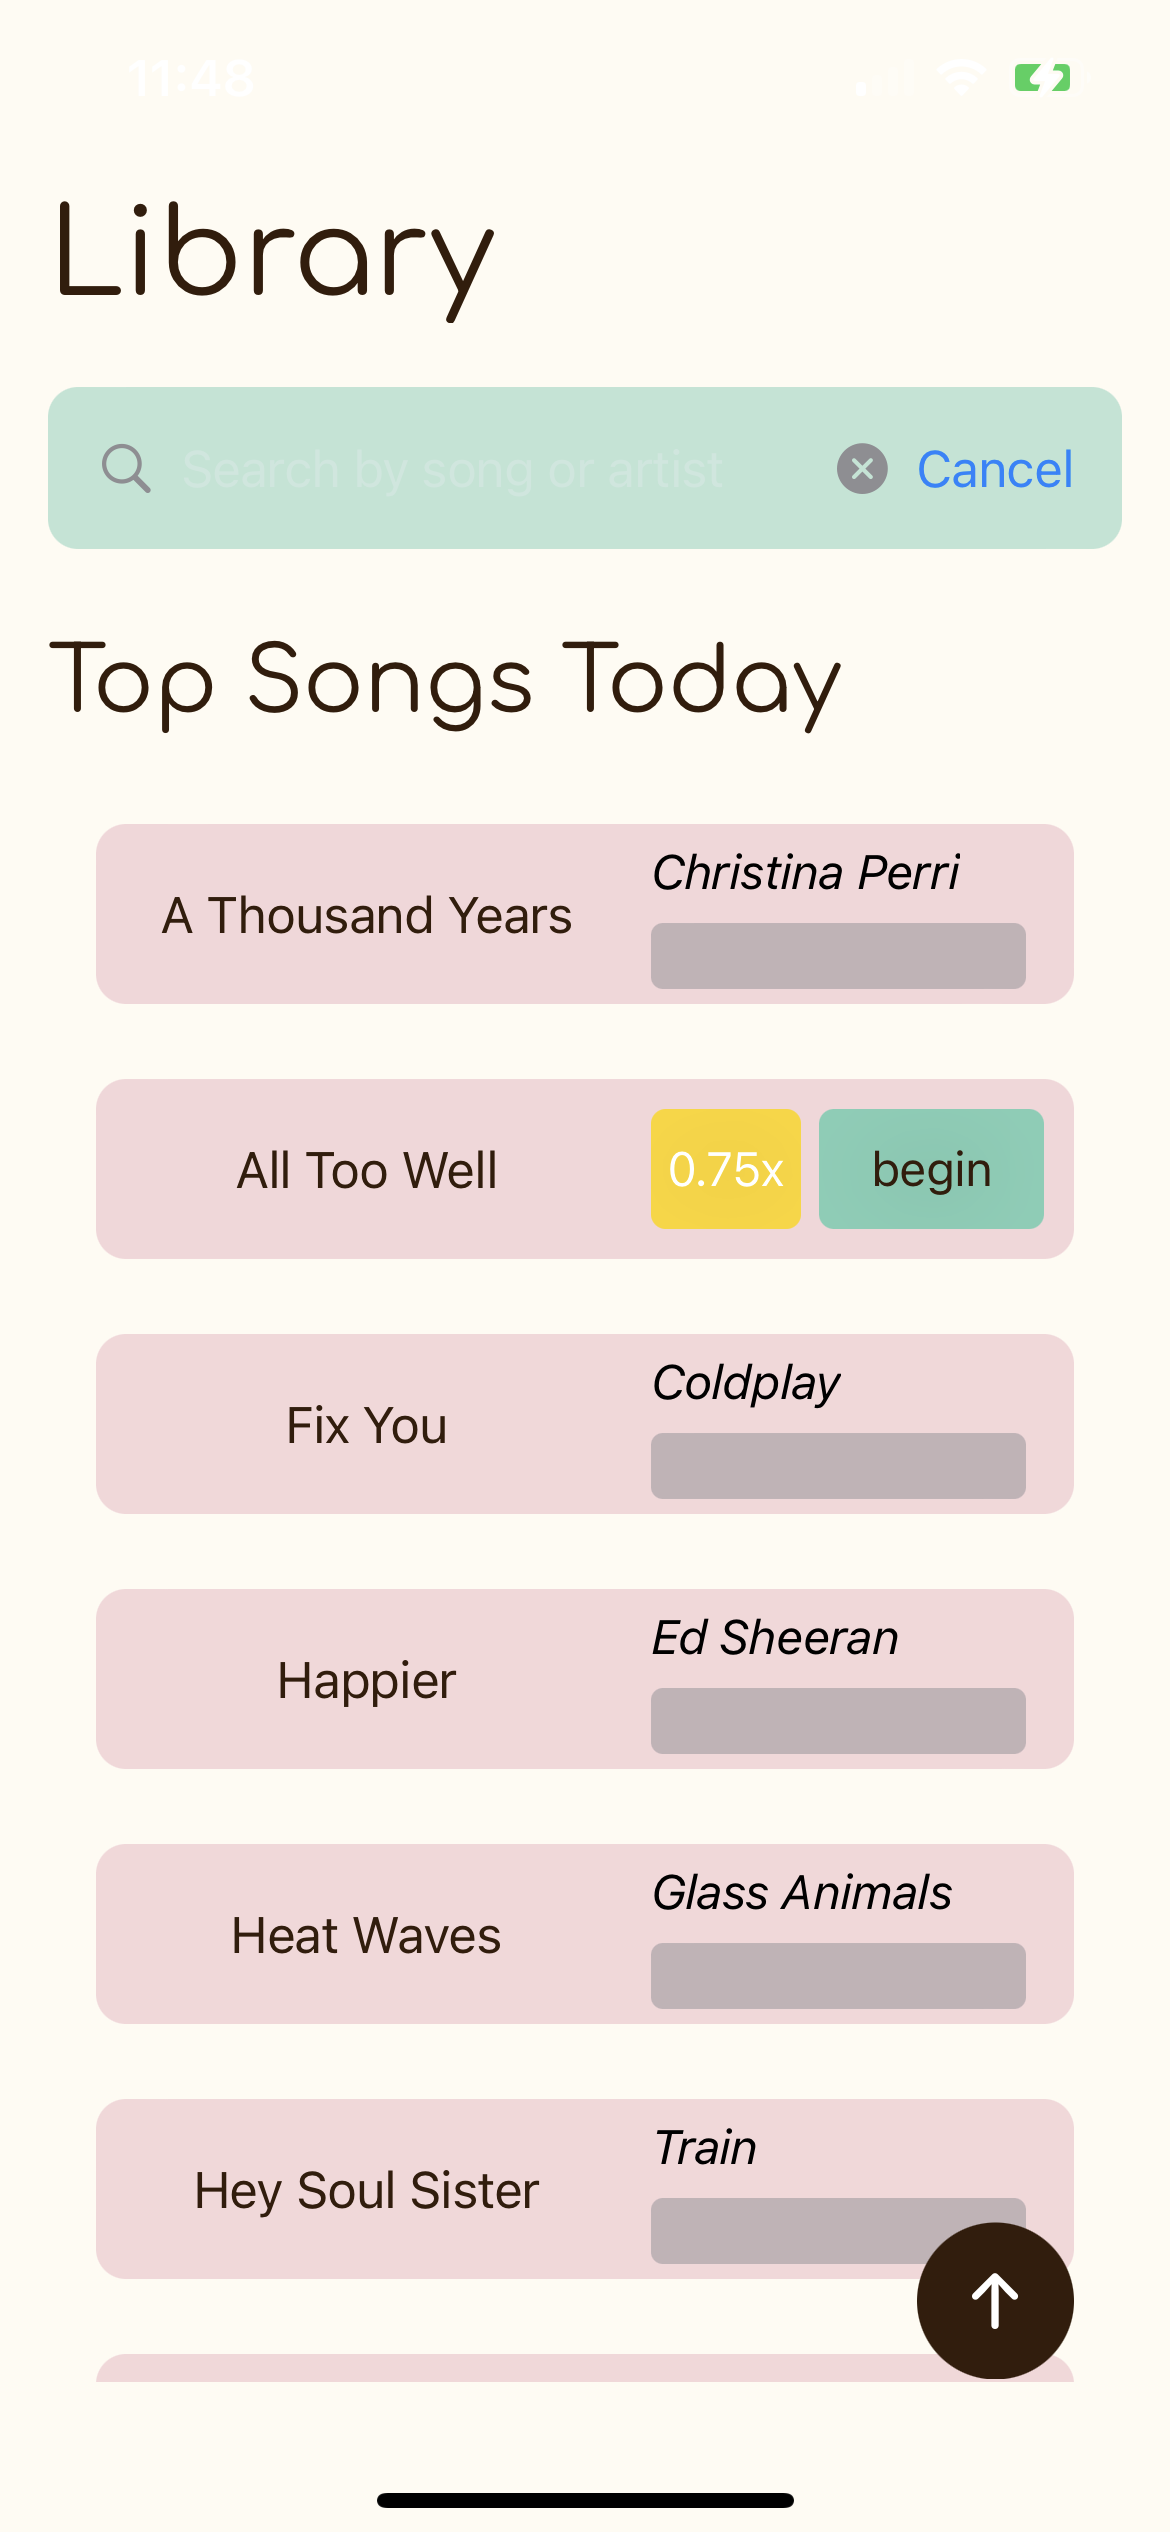 11:48
Library
Search by song or artist
Cancel
Top Songs Today
A Thousand Years
Christina Perri
All Too Well
0.75x
begin
Fix You
Coldplay
Happier
Ed Sheeran
Heat Waves
Glass Animals
Hey Soul Sister
Train